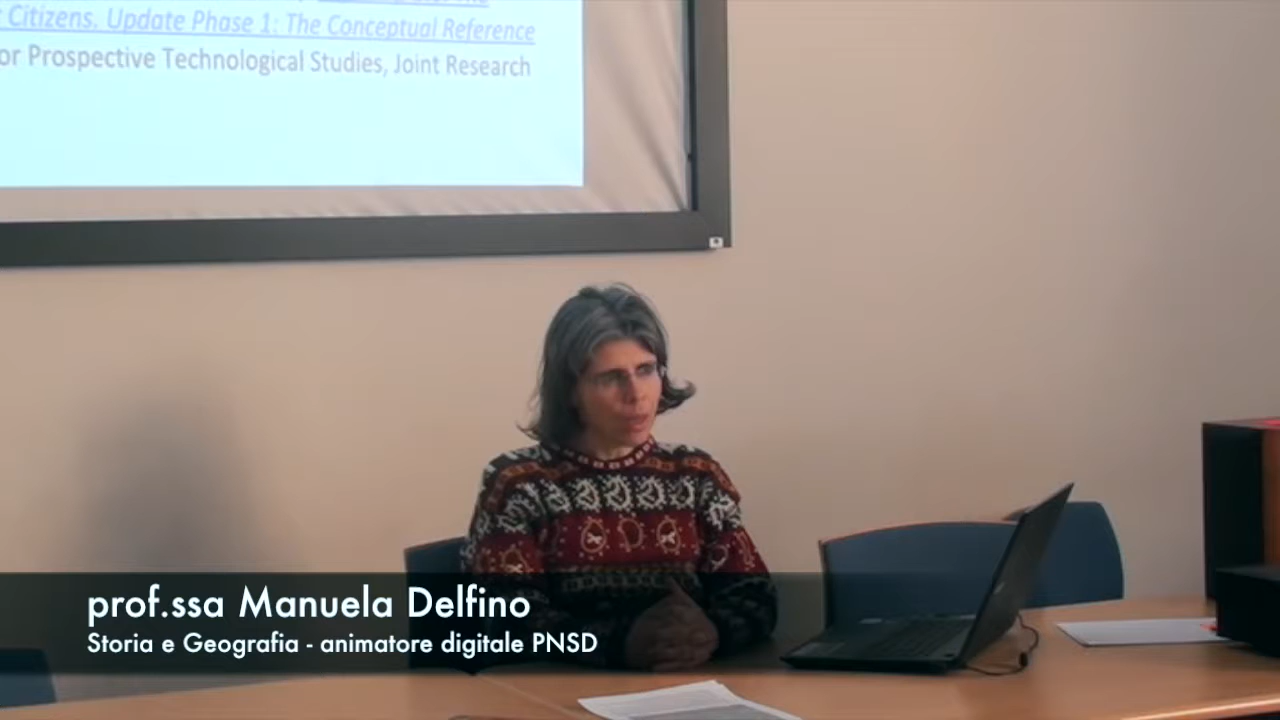 Citizens. Update Phase 1: The Conceptual Reference
or Prospective Technological Studies, Joint Research
prof.ssa Manuela Delfino
Storia e Geografia - animatore digitale PNSD